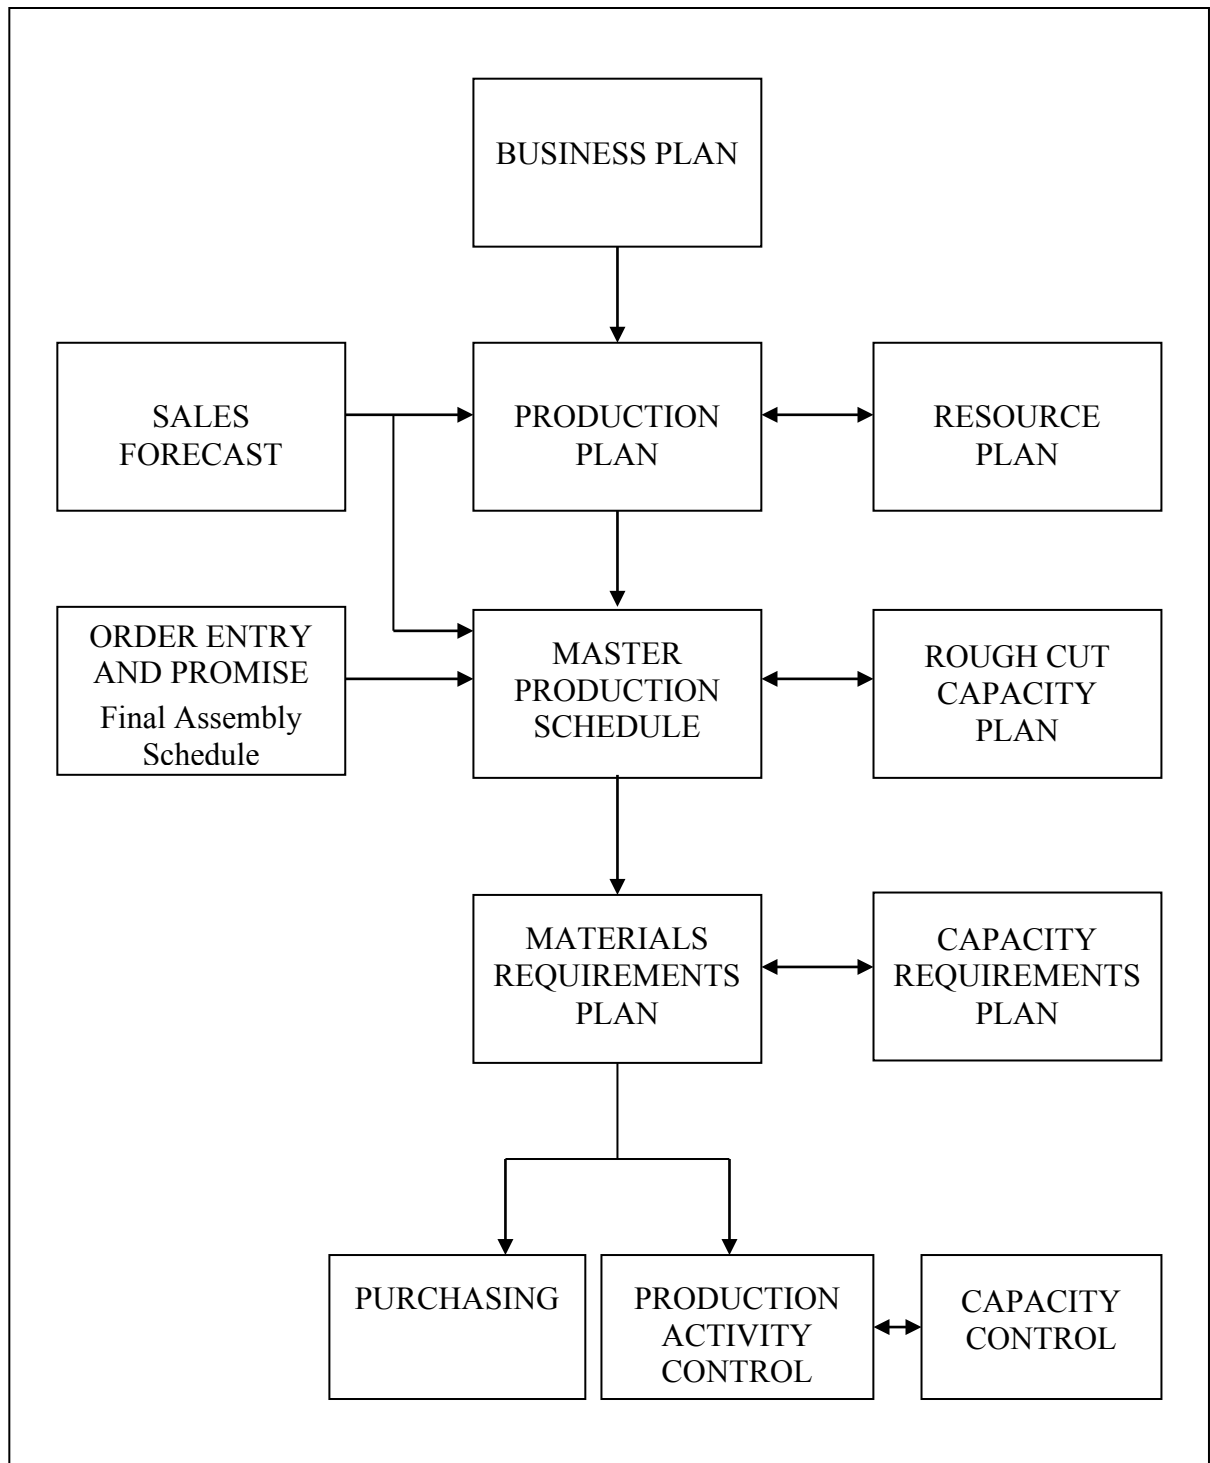 BUSINESS PLAN
SALES
FORECAST
PRODUCTION
PLAN
RESOURCE
PLAN
ORDER ENTRY
AND PROMISE
Final Assembly
Schedule
MASTER
PRODUCTION
SCHEDULE
ROUGH CUT
CAPACITY
PLAN
MATERIALS
REQUIREMENTS
PLAN
CAPACITY
REQUIREMENTS
PLAN
PURCHASING
PRODUCTION
ACTIVITY
CONTROL
CAPACITY
CONTROL